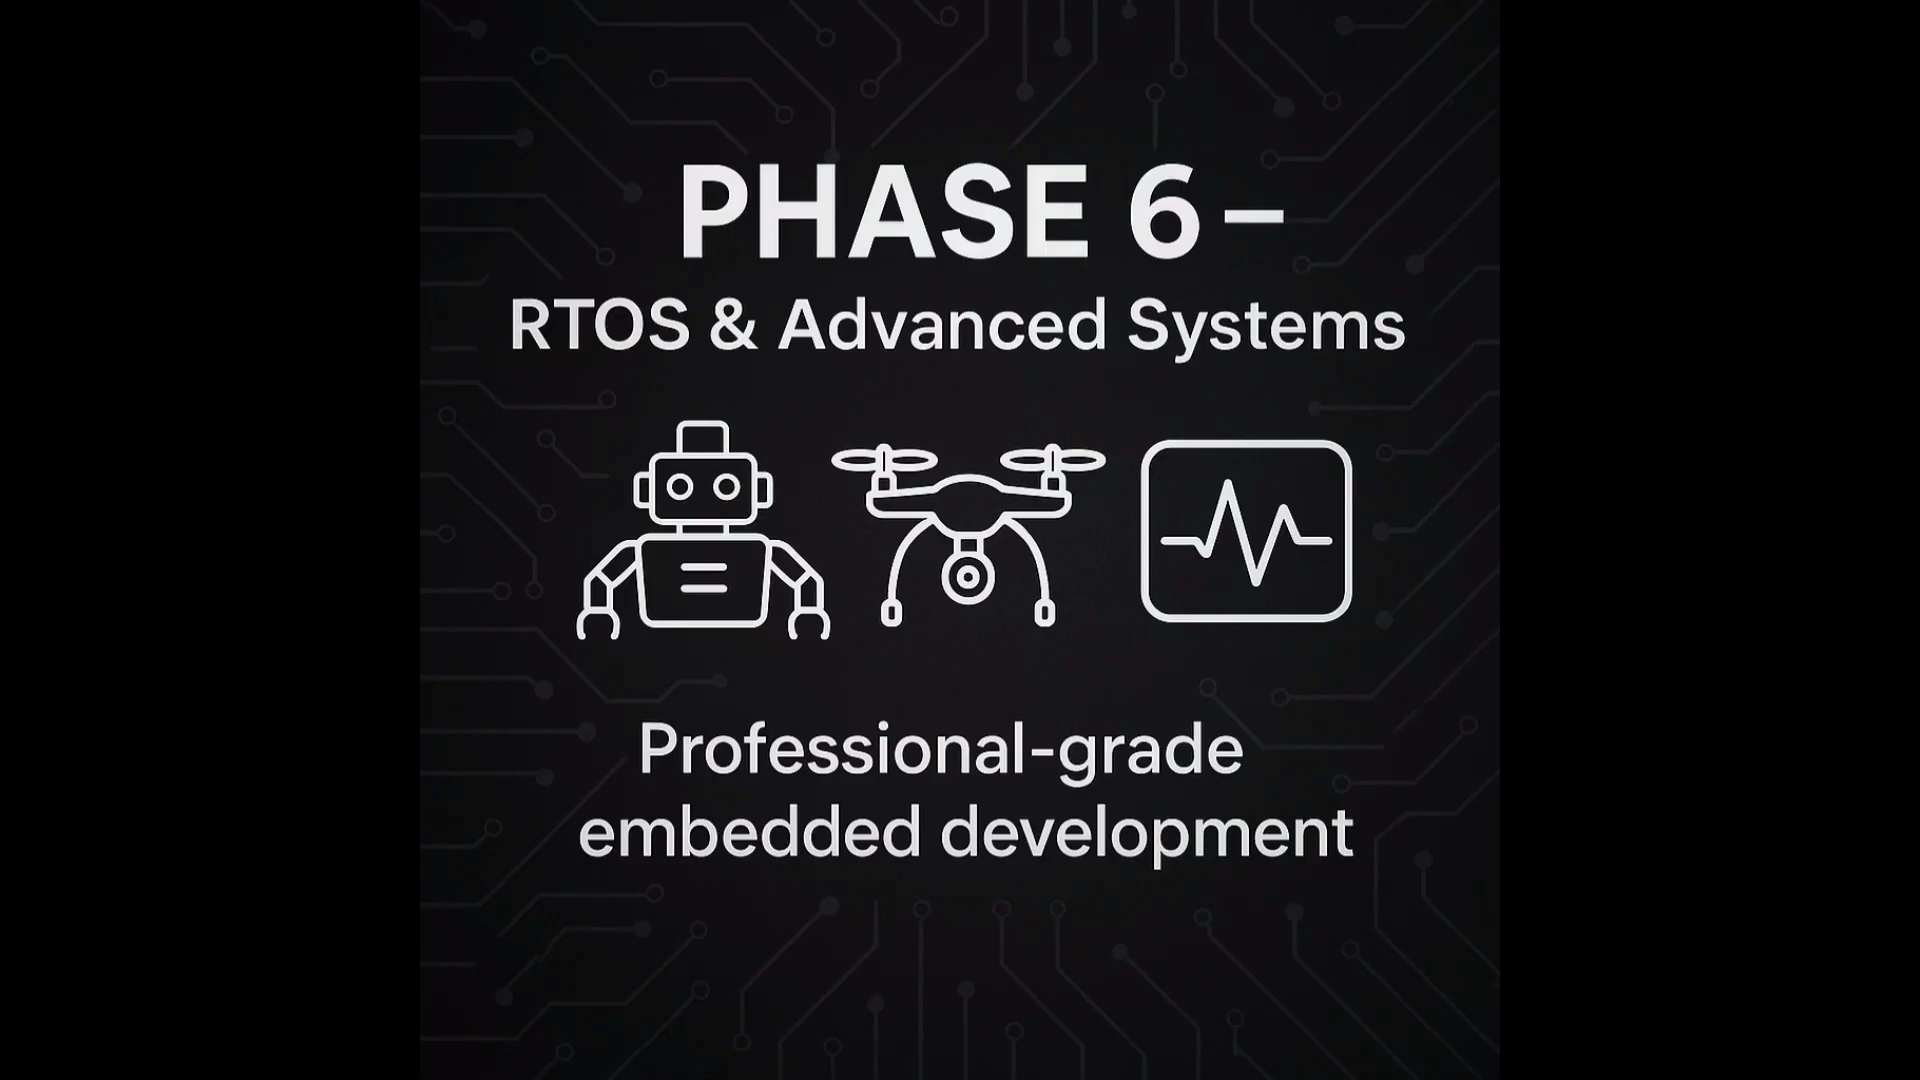 PHASE 6 –
RTOS & Advanced Systems
Professional-grade
embedded development